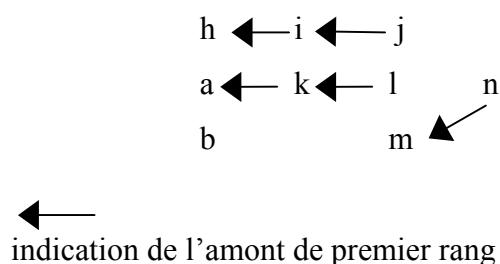 h i j
a k l n
b m
indication de l'amont de premier rang